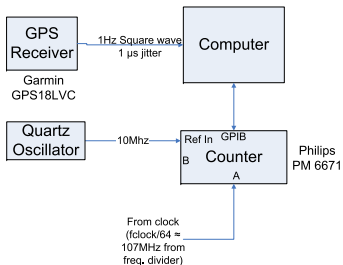 GPS
Receiver
1Hz Square wave
1 µs jitter
Computer
Garmin
GPS18LVC
Quartz
Oscillator
10Mhz
Ref In
GPIB
B
Counter
A
Philips
PM 6671
From clock
(fclock/64 ≈
107MHz from
freq. divider)